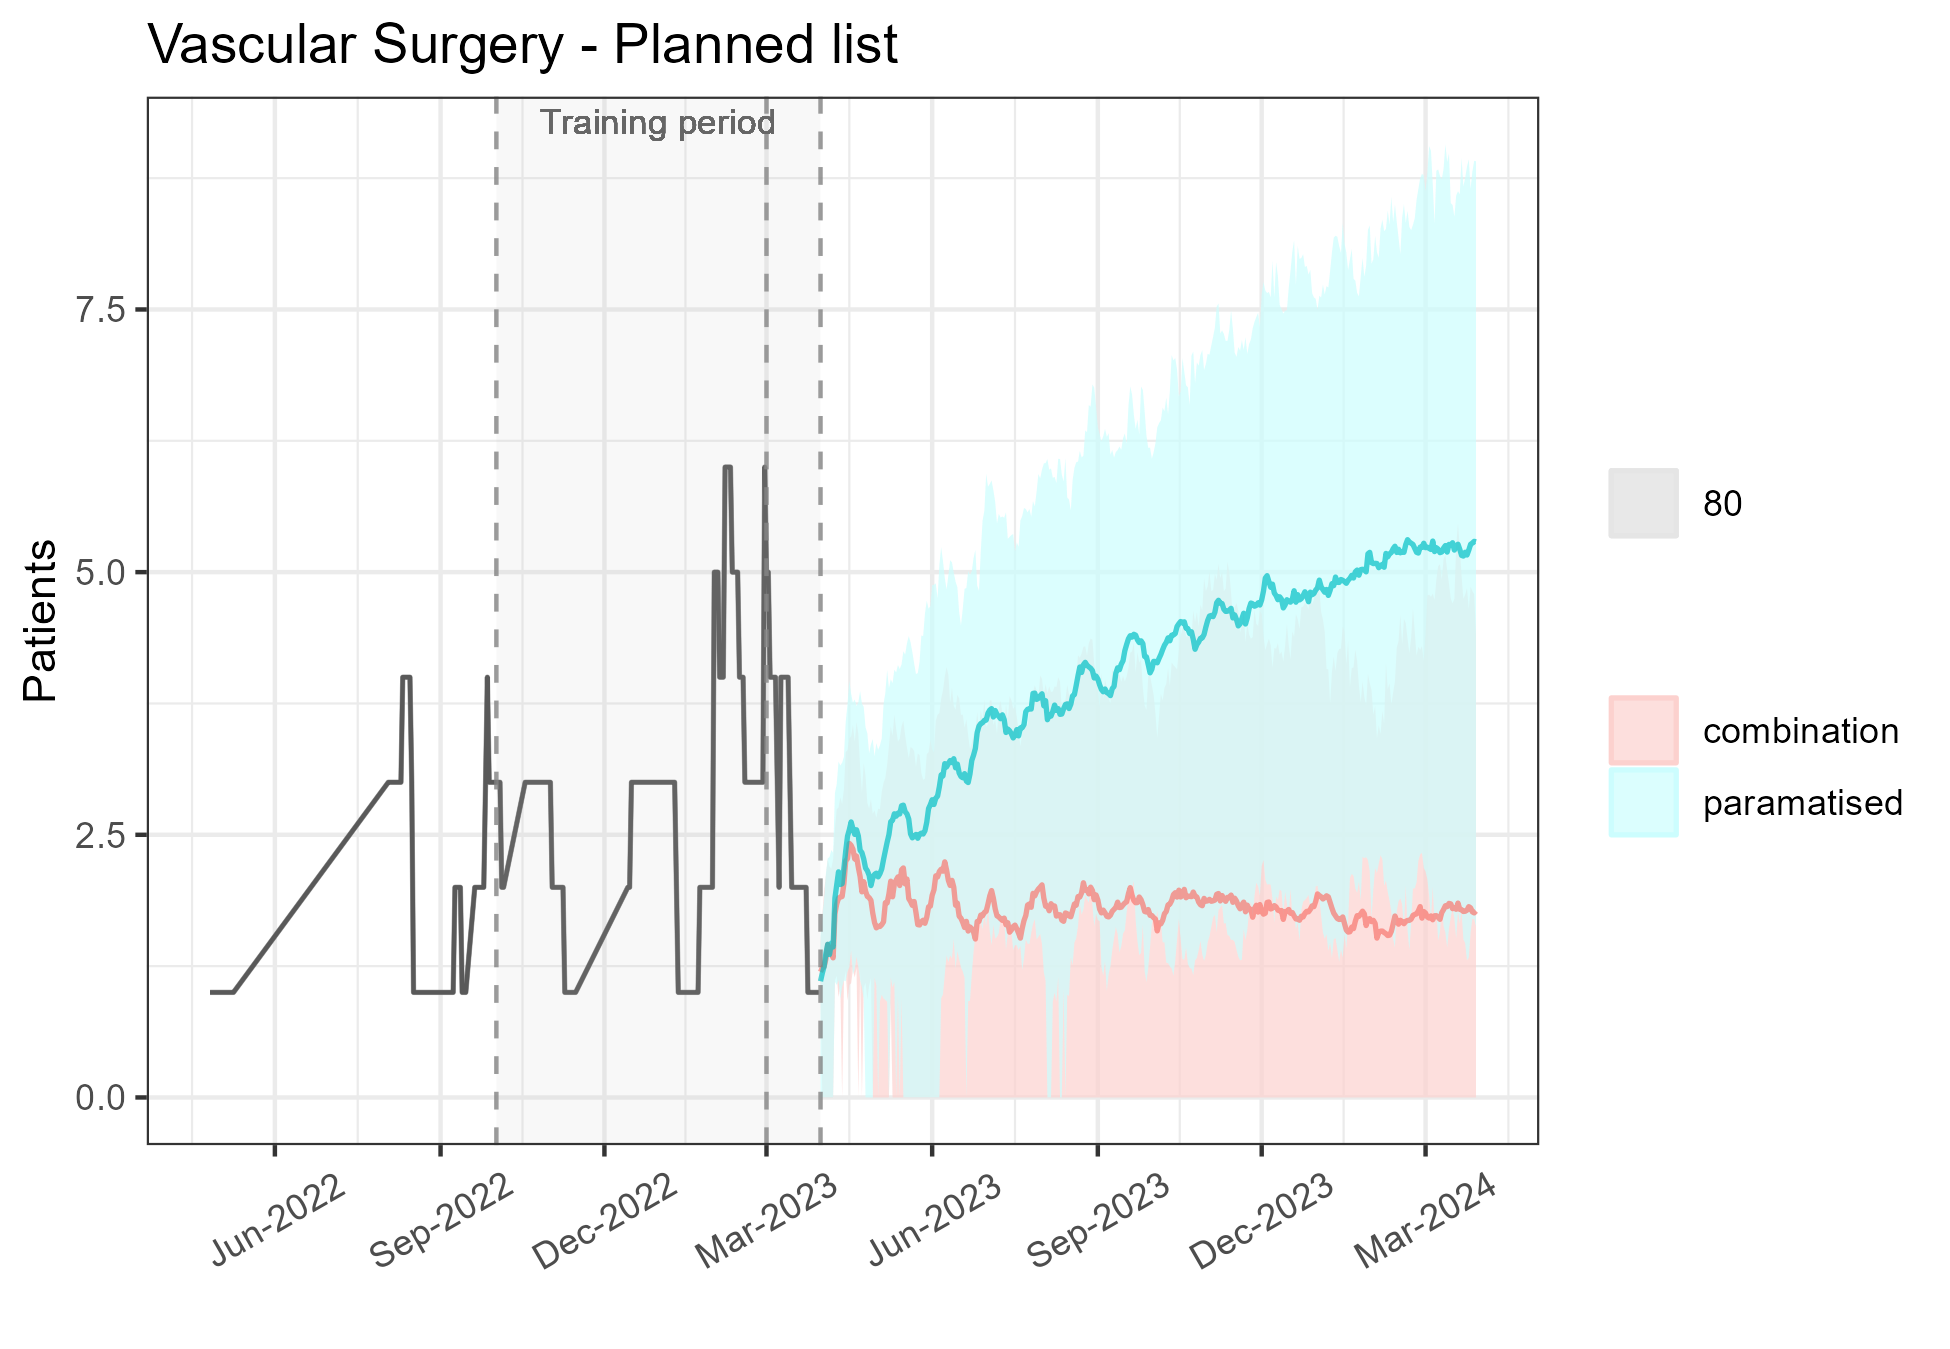 Vascular Surgery - Planned list
Training period
Patients
7.5
5.0
2.5
0.0
Jun-2022
Sep-2022
Dec-2022
Mar-2023
Jun-2023
Sep-2023
Dec-2023
Mar-2024
80
combination
paramatised